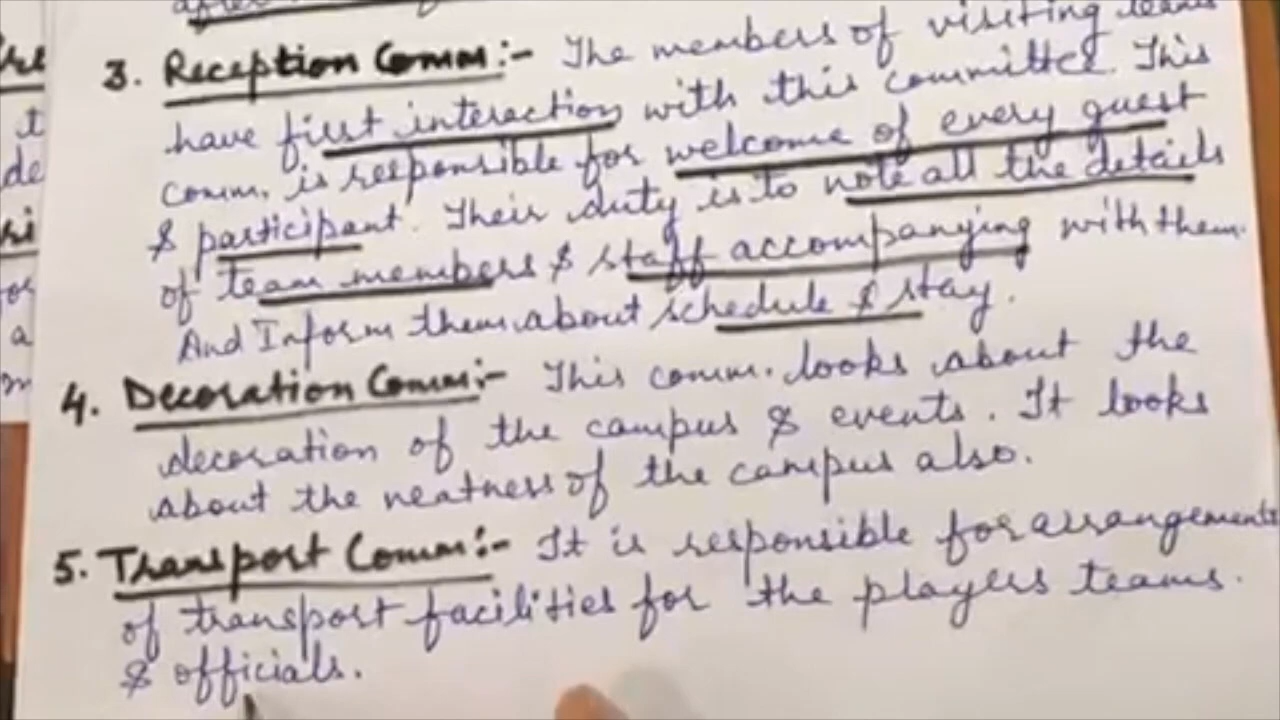 after
3. Reception Comm:- The members of visiting teams
have first interaction with this committee. This
comm. is responsible for welcome of every guest
& participant. Their duty is to note all the details
of team members & staff accompanying with them.
And Inform them about schedule & stay.
4. Decoration Comm:- This comm. looks about the
decoration of the campus & events. It looks
about the neatness of the campus also.
5. Transport Comm:- It is responsible for arrangements
of transport facilities for the players teams.
& officials.